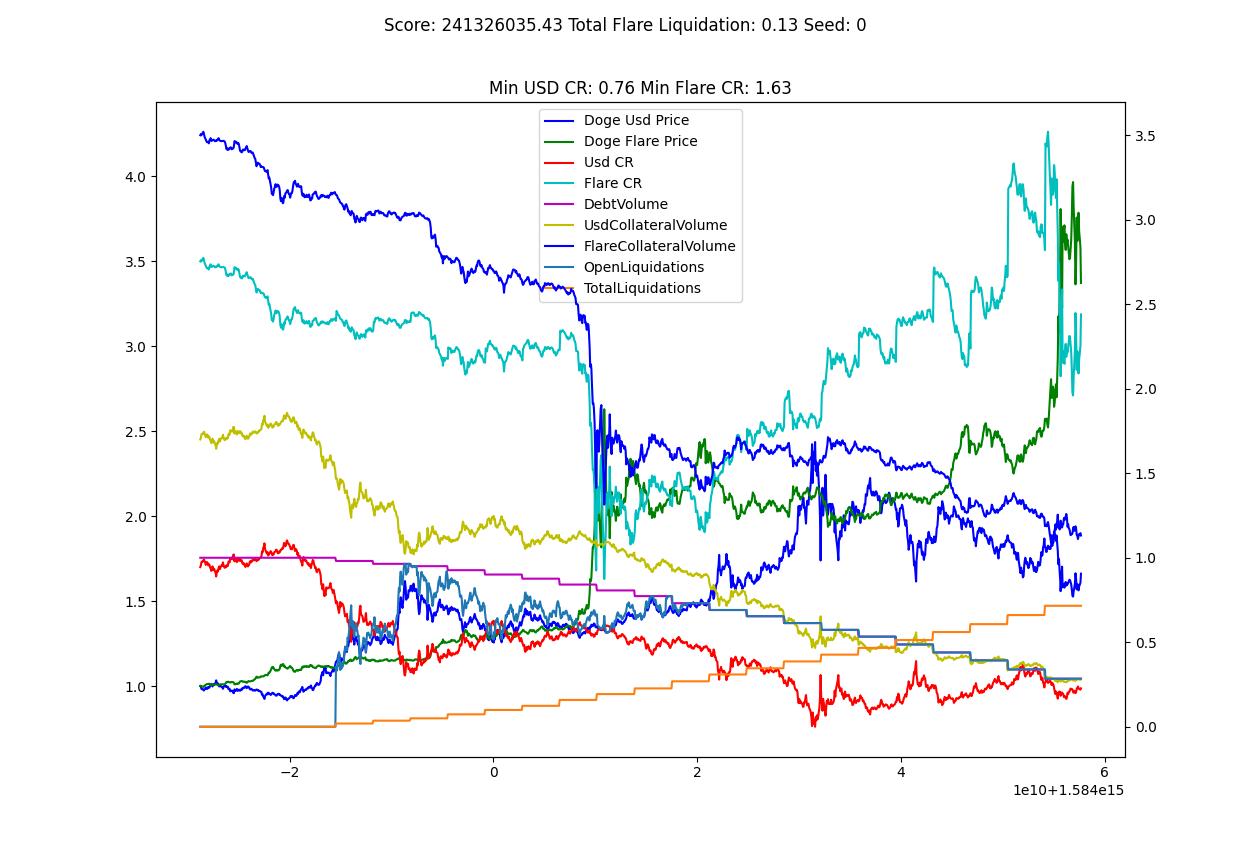 Score: 241326035.43 Total Flare Liquidation: 0.13 Seed: 0
Min USD CR: 0.76 Min Flare CR: 1.63
Doge Usd Price
Doge Flare Price
Usd CR
Flare CR
DebtVolume
UsdCollateralVolume
FlareCollateralVolume
OpenLiquidations
TotalLiquidations
4.0
3.5
3.0
2.5
2.0
1.5
1.0
3.5
3.0
2.5
2.0
1.5
1.0
0.5
0.0
−2
0
2
4
6
1e10+1.584e15